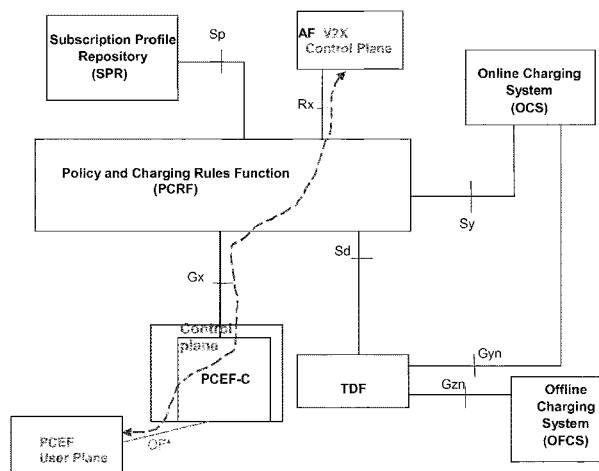 Subscription Profile
Repository
(SPR)
Sp
AF V2X
Control Plane
Rx
Online Charging
System
(OCS)
Policy and Charging Rules Function
(PCRF)
Sy
Sd
Gx
Control
plane
PCEF-C
TDF
Gyn
Gzn
Offline
Charging
System
(OFCS)
PCEF
User Plane